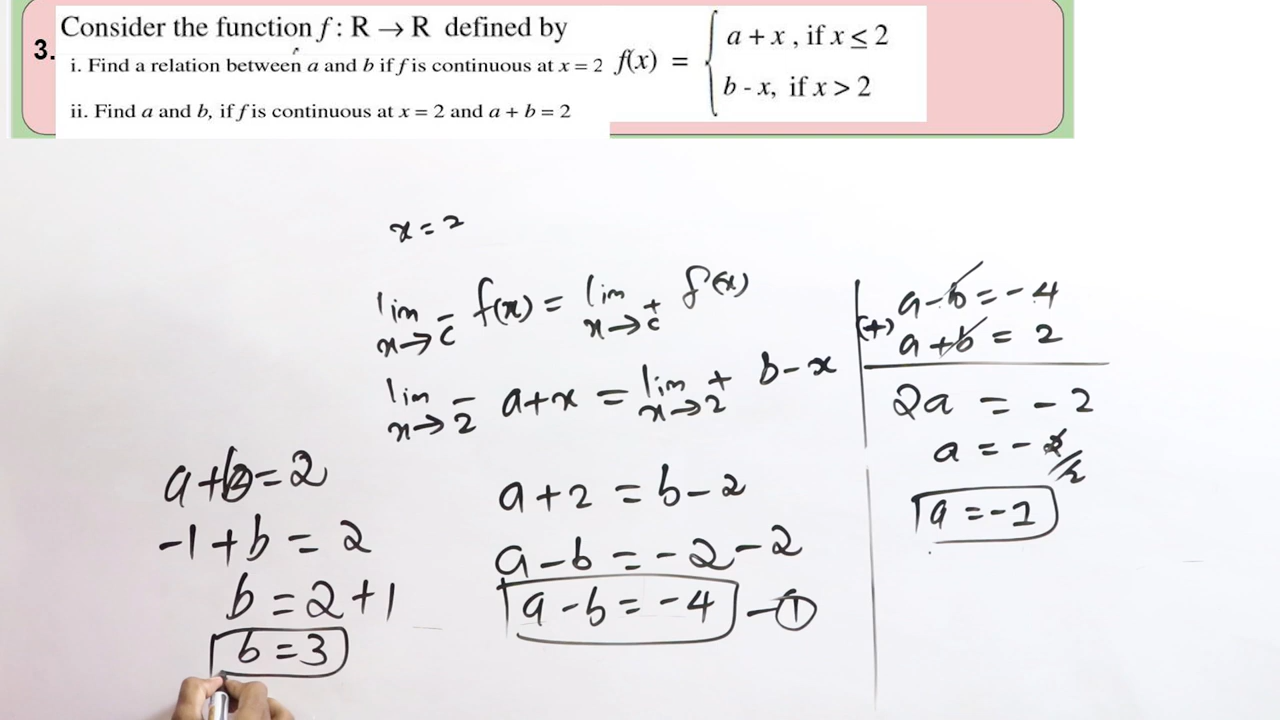 3. Consider the function f : R → R defined by
i. Find a relation between a and b if f is continuous at x = 2
ii. Find a and b, if f is continuous at x = 2 and a + b = 2
f(x) = { a + x , if x ≤ 2
b - x, if x > 2
x = 2
lim x→c⁻ f(x) = lim x→c⁺ f(x)
lim x→2⁻ a+x = lim x→2⁺ b-x
a+2 = b-2
a-b = -2-2
a-b = -4 —①
a-b = -4
(+) a+b = 2
2a = -2
a = -2/2
a = -1
a+b = 2
-1+b = 2
b = 2+1
b = 3